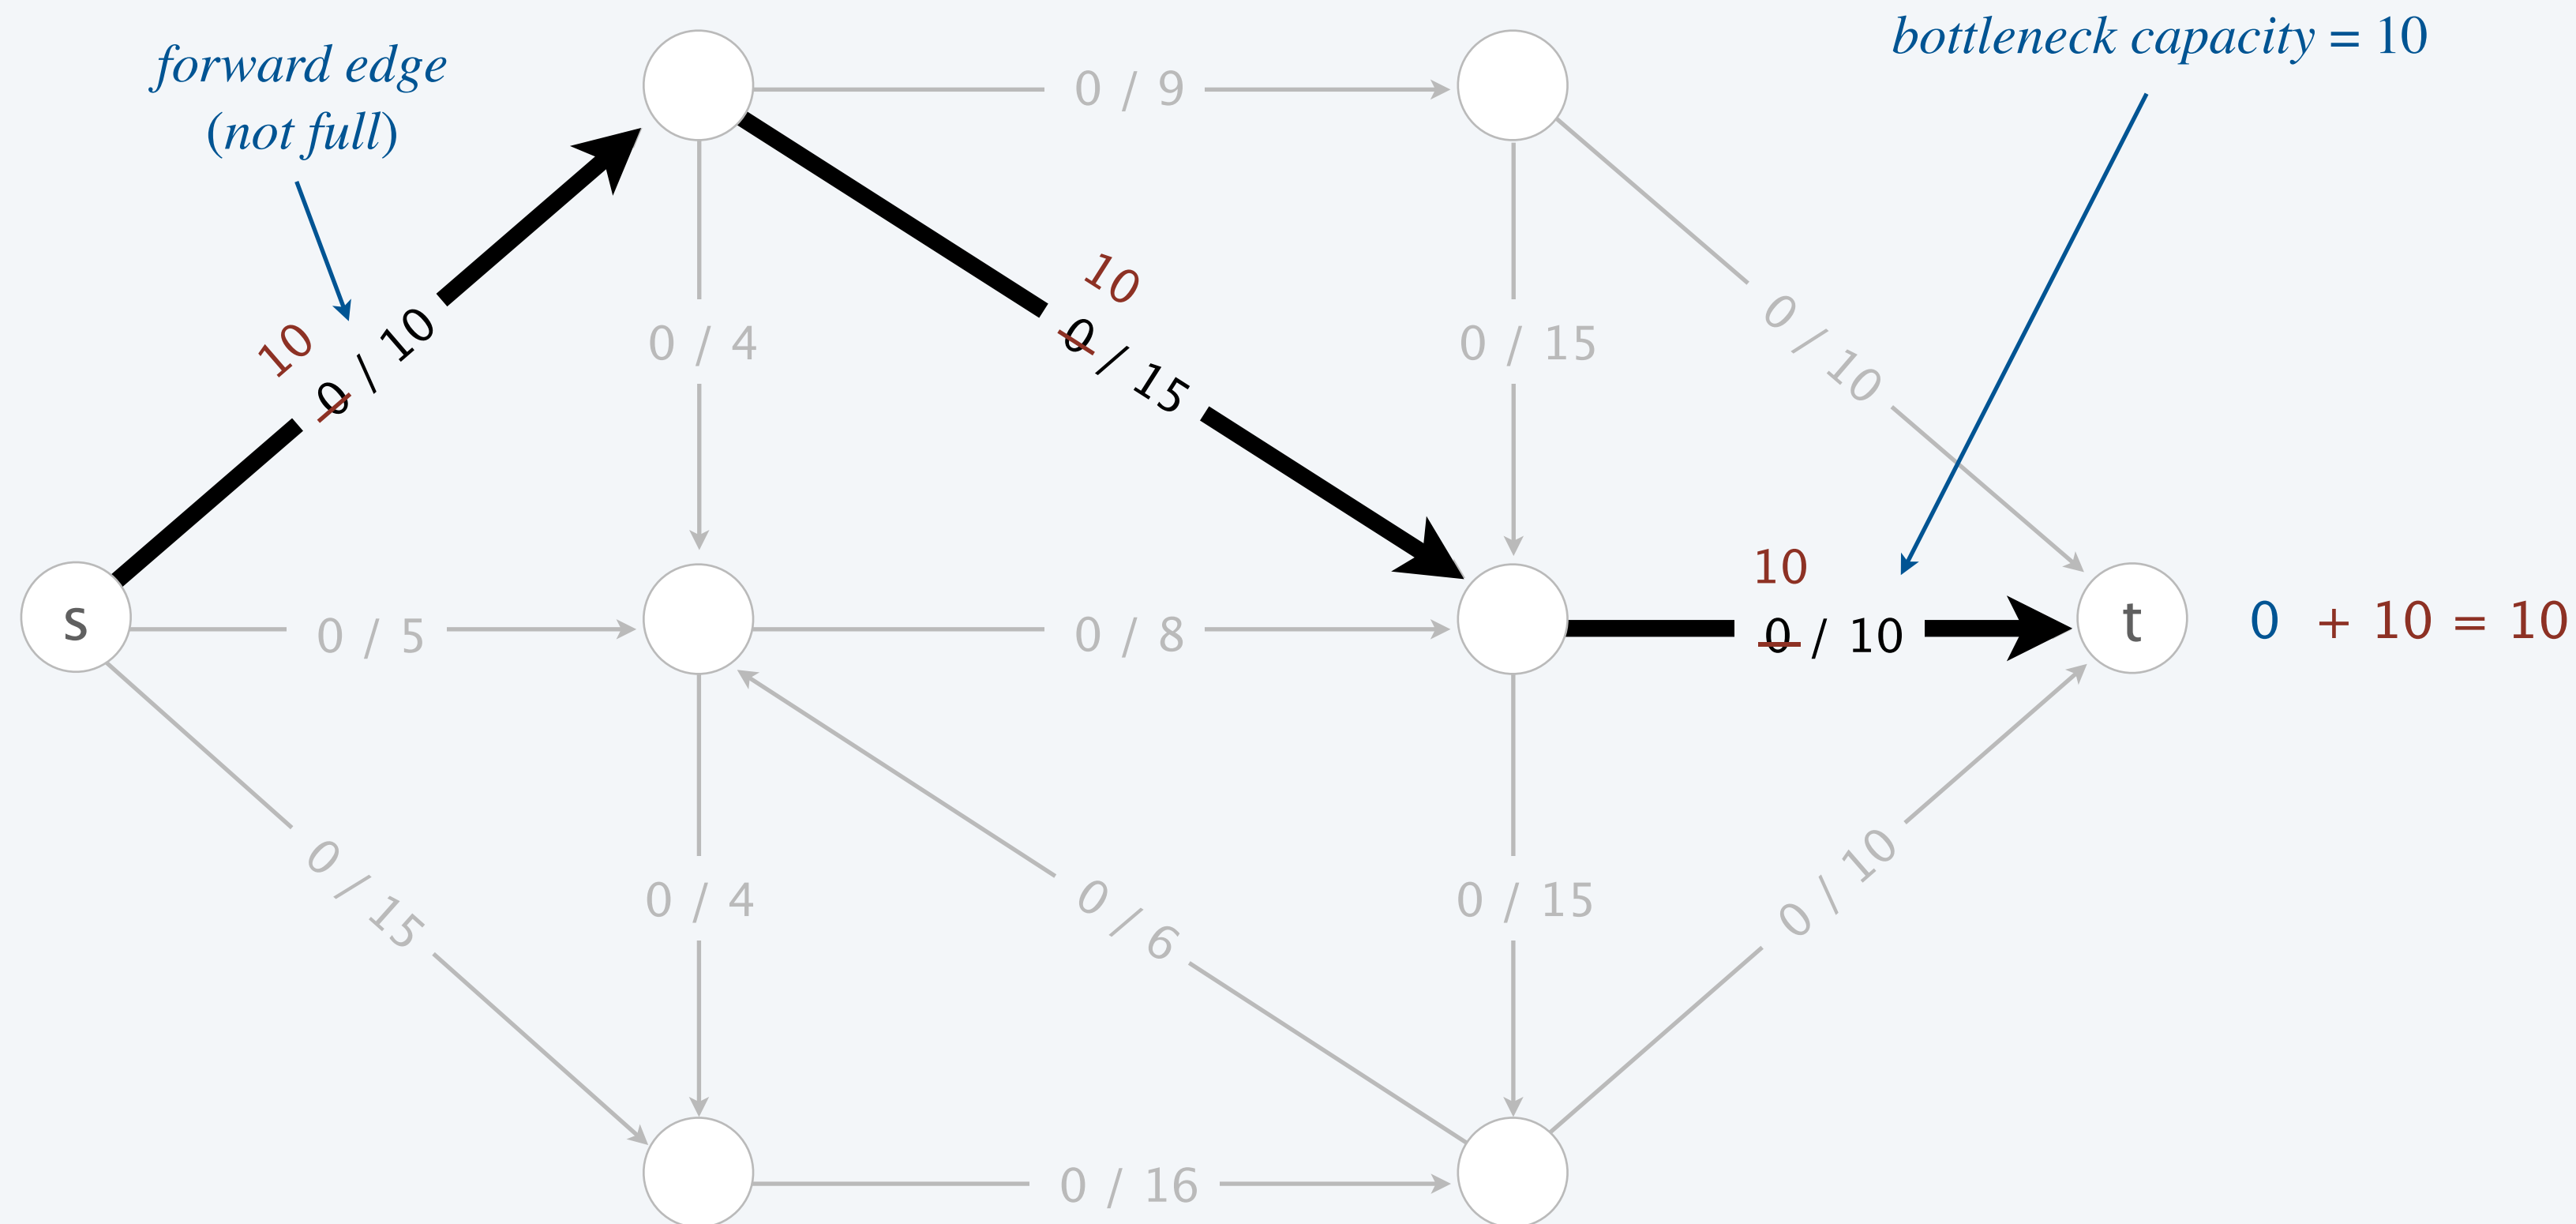 bottleneck capacity = 10
forward edge
(not full)
0 / 9
10
0 / 10
10
0 / 15
0 / 4
0 / 15
0 / 10
10
0 / 10
s
0 / 5
0 / 8
t
0 + 10 = 10
0 / 15
0 / 4
0 / 6
0 / 15
0 / 10
0 / 16